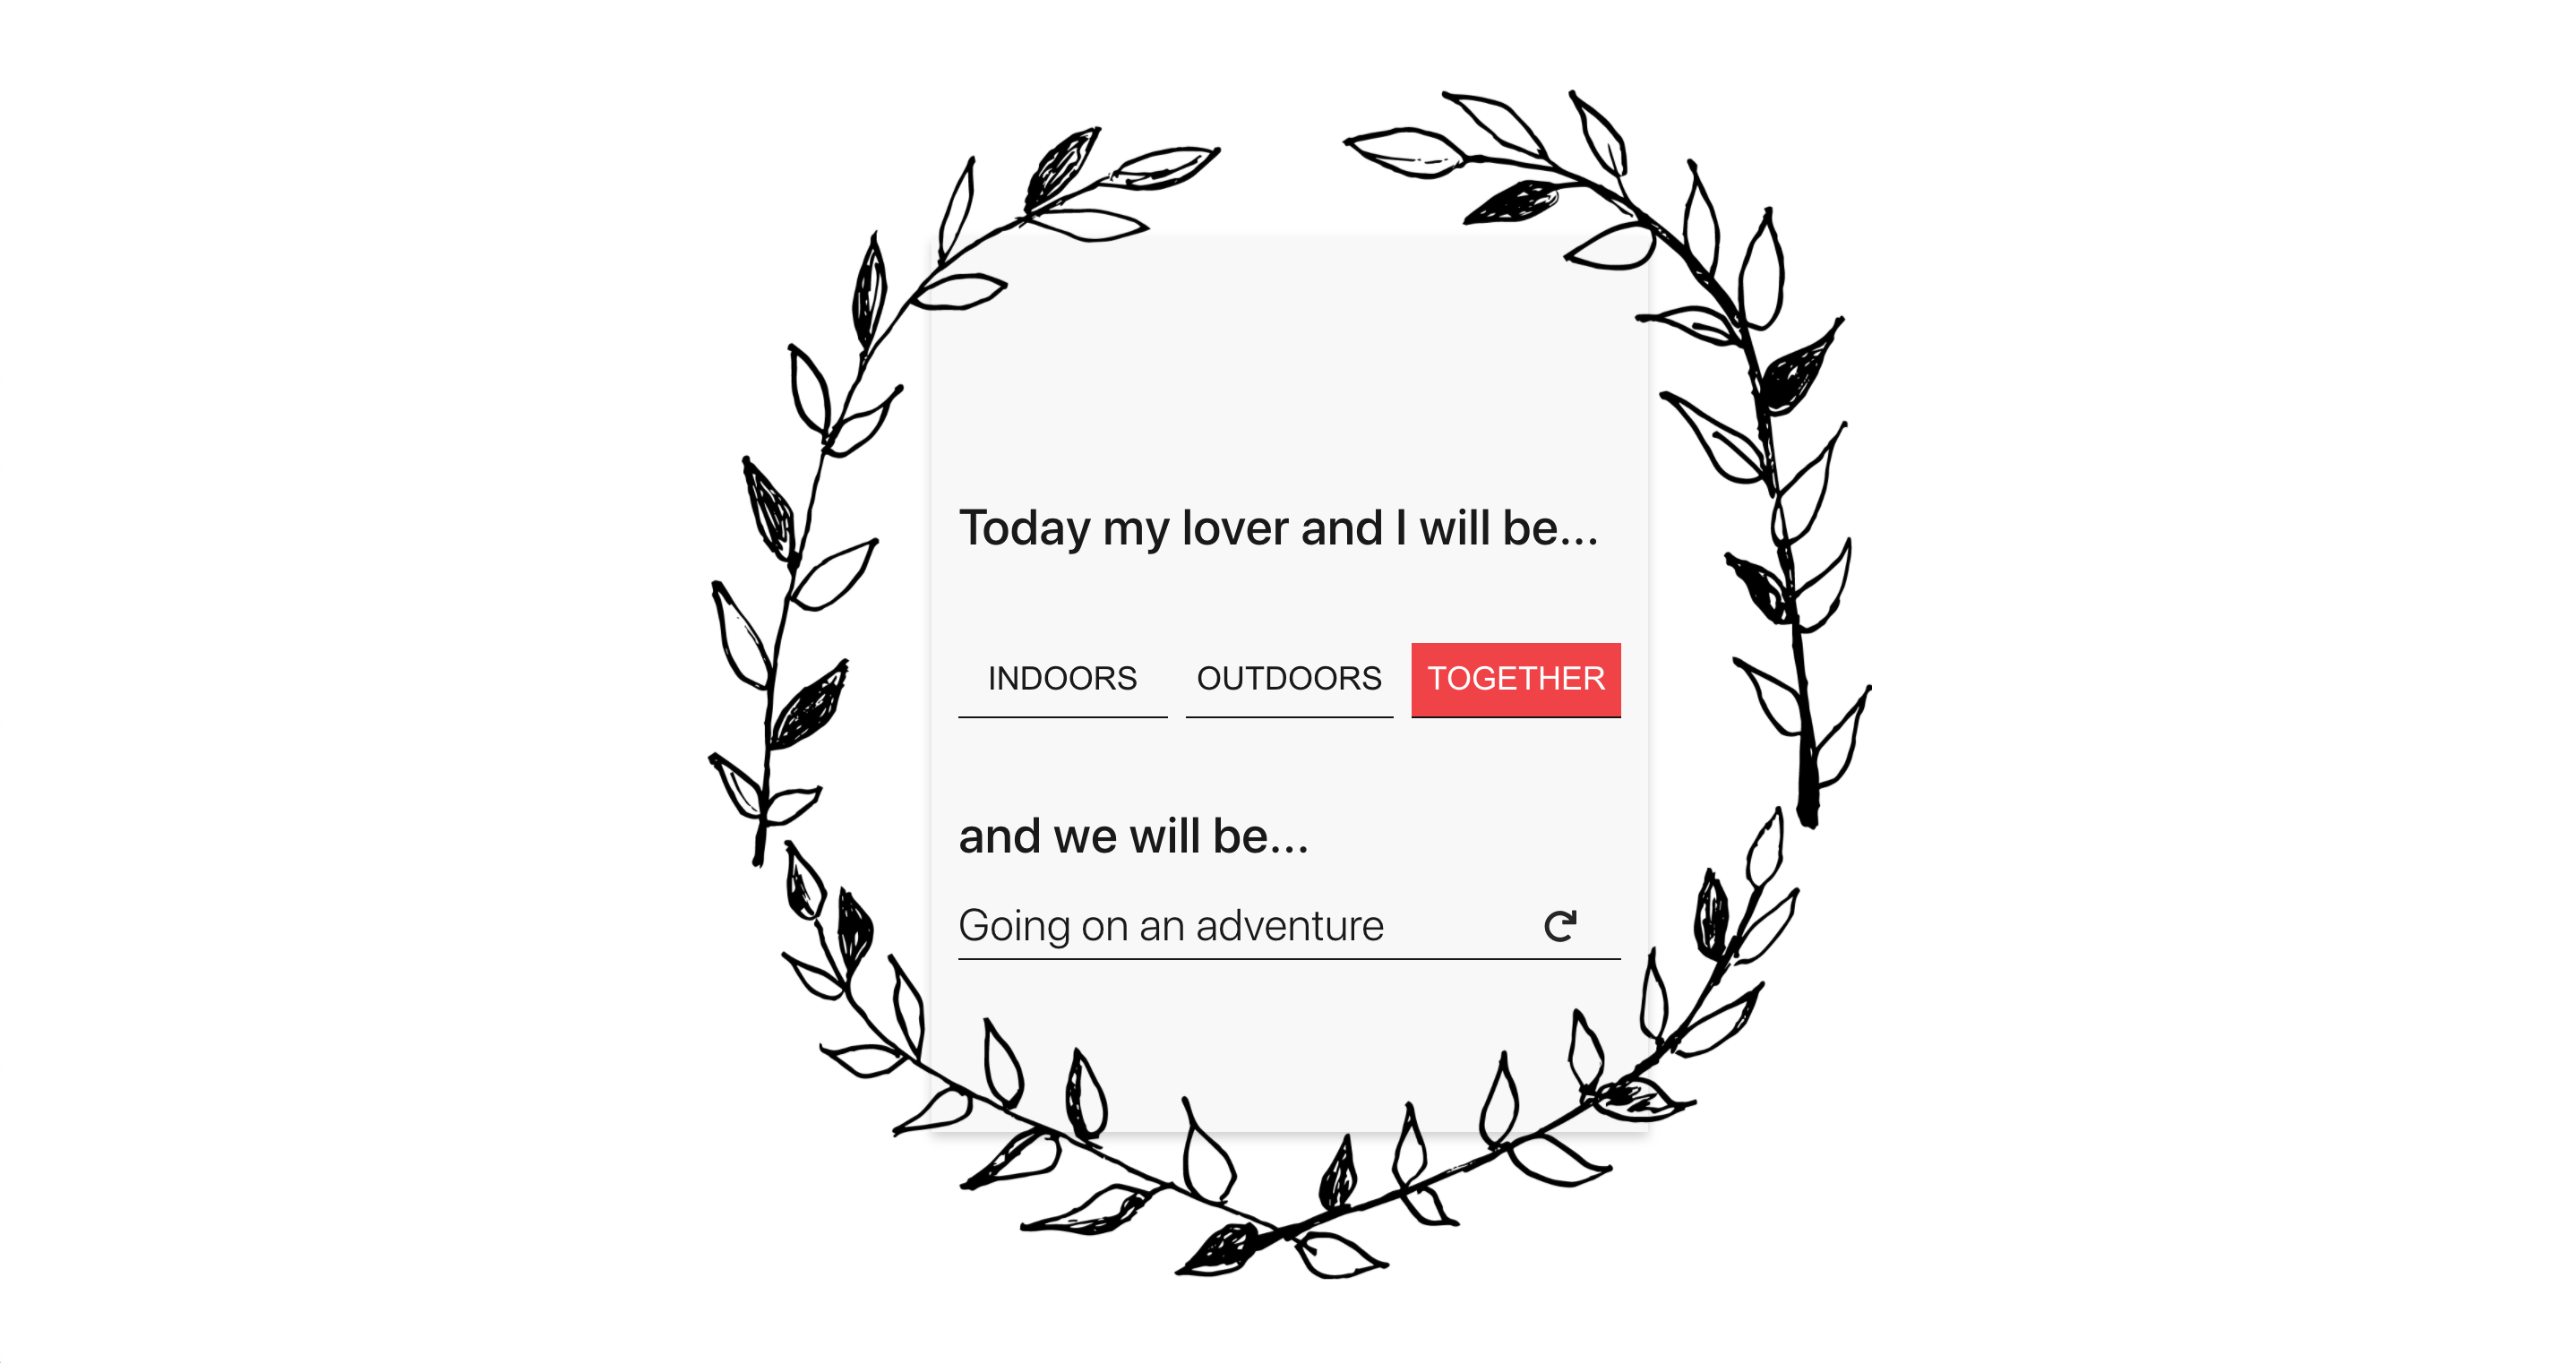 Today my lover and I will be...
INDOORS OUTDOORS TOGETHER
and we will be...
Going on an adventure